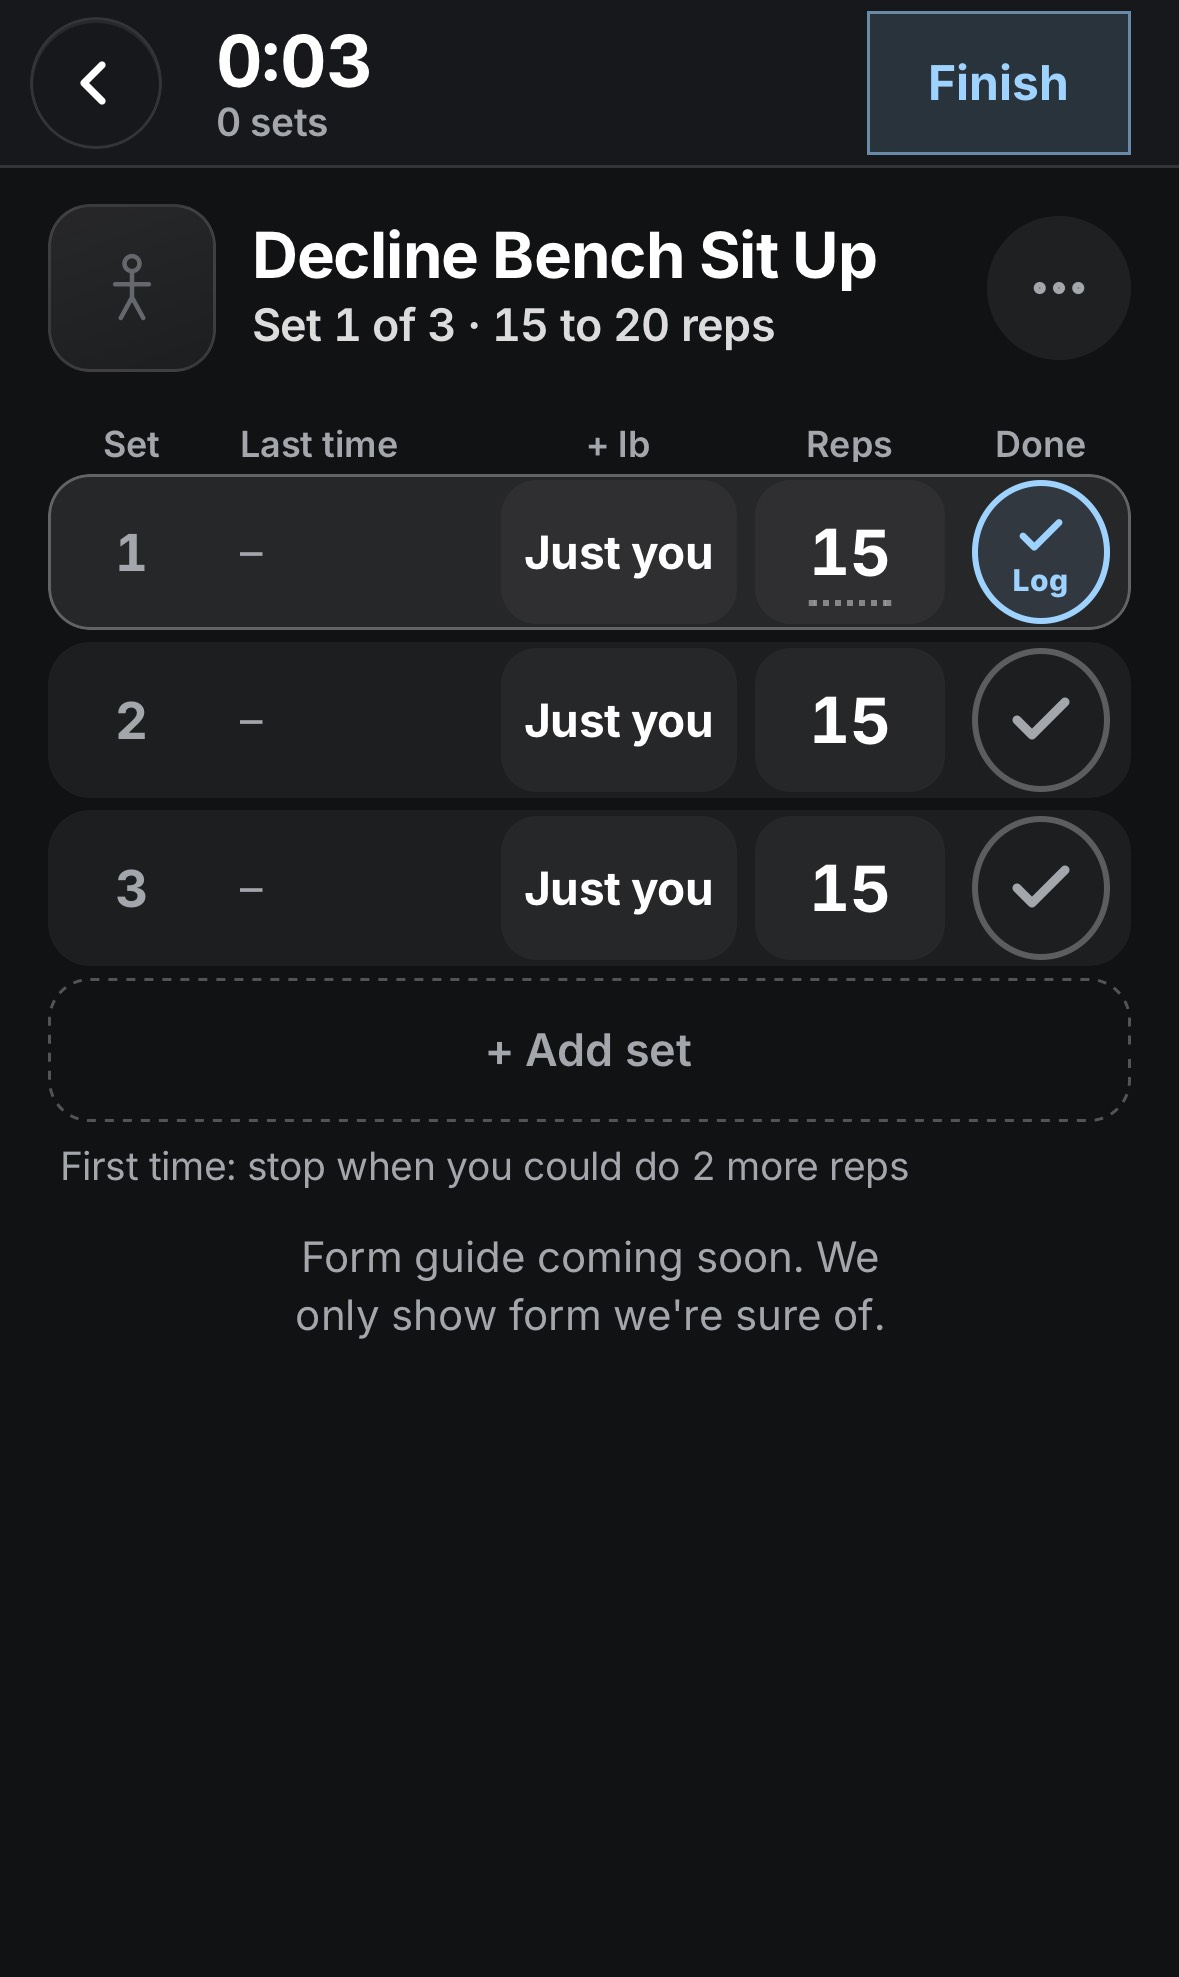 0:03
0 sets
Finish
Decline Bench Sit Up
Set 1 of 3 · 15 to 20 reps
Set Last time + lb Reps Done
1 – Just you 15 Log
2 – Just you 15
3 – Just you 15
+ Add set
First time: stop when you could do 2 more reps
Form guide coming soon. We
only show form we're sure of.